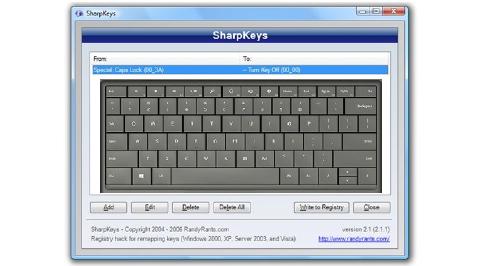 SharpKeys
SharpKeys
From: To:
Special: Caps Lock (00_3A) -- Turn Key Off (00_00)
Add Edit Delete Delete All Write to Registry Close
SharpKeys - Copyright 2004 - 2006 RandyRants.com version 2.1 (2.1.1)
Registry hack for remapping keys (Windows 2000, XP, Server 2003, and Vista) http://www.randyrants.com